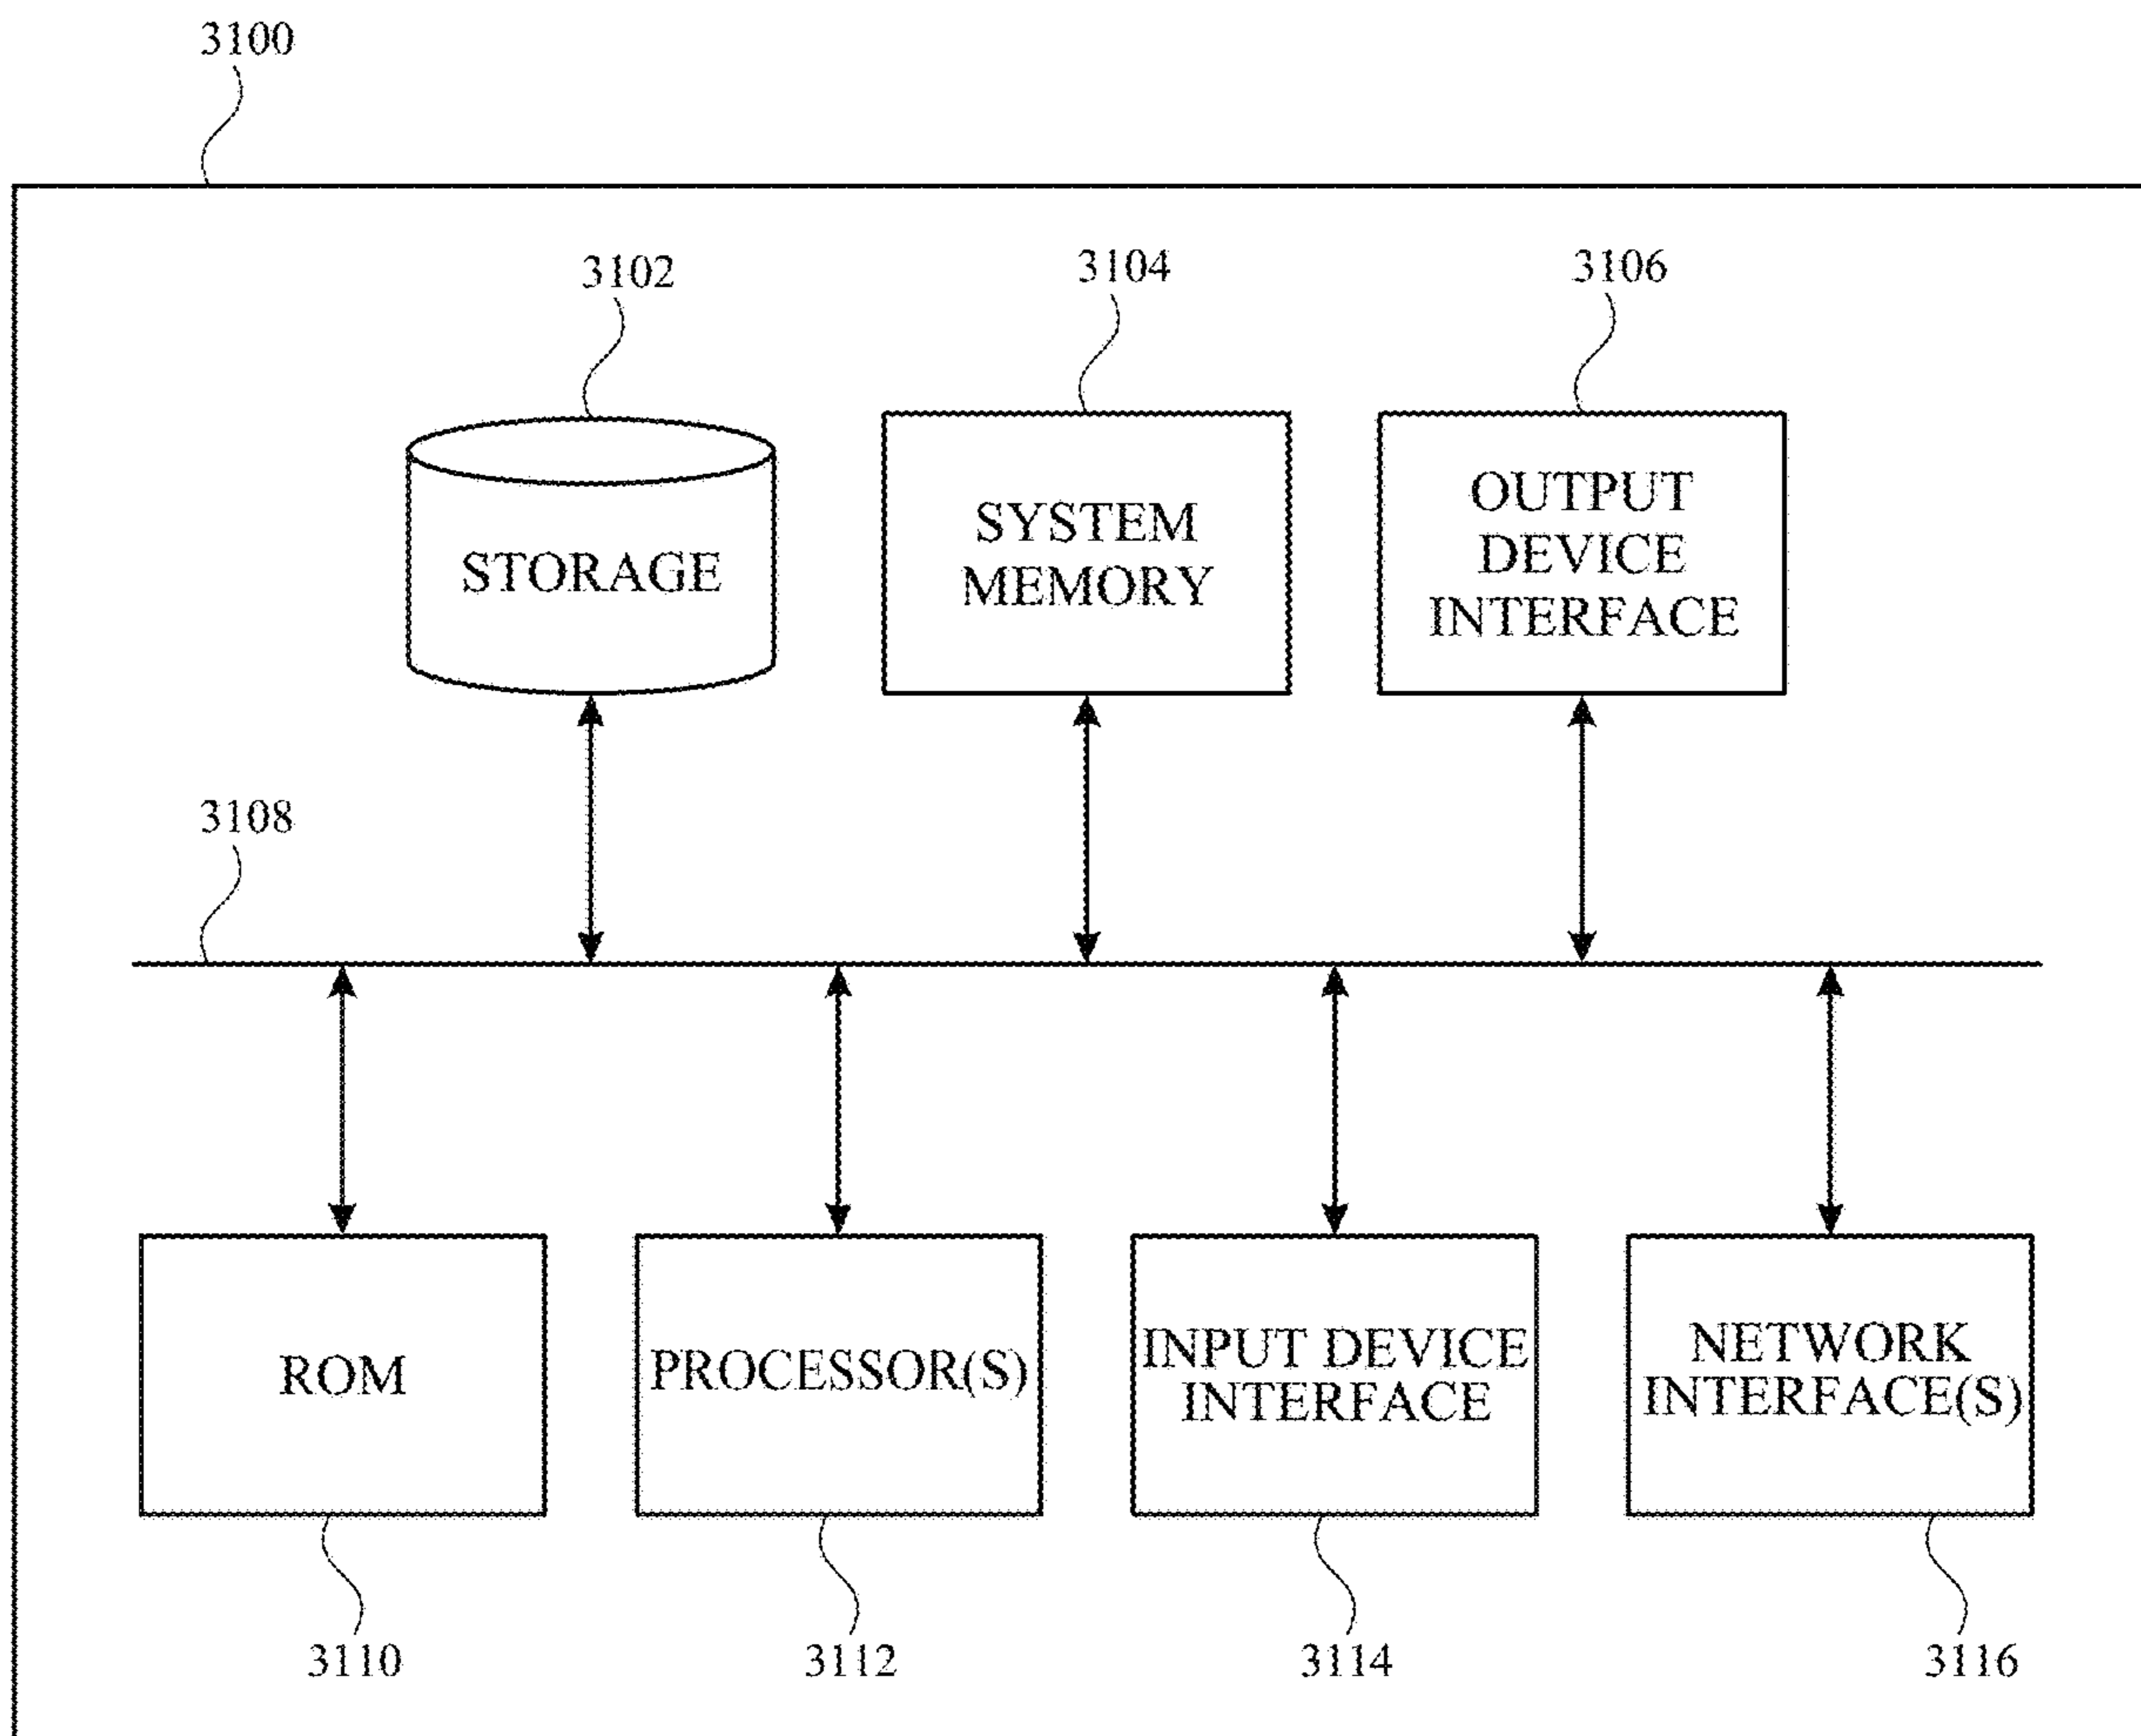 3100
3102
3104
3106
STORAGE
SYSTEM
MEMORY
OUTPUT
DEVICE
INTERFACE
3108
ROM
PROCESSOR(S)
INPUT DEVICE
INTERFACE
NETWORK
INTERFACE(S)
3110
3112
3114
3116